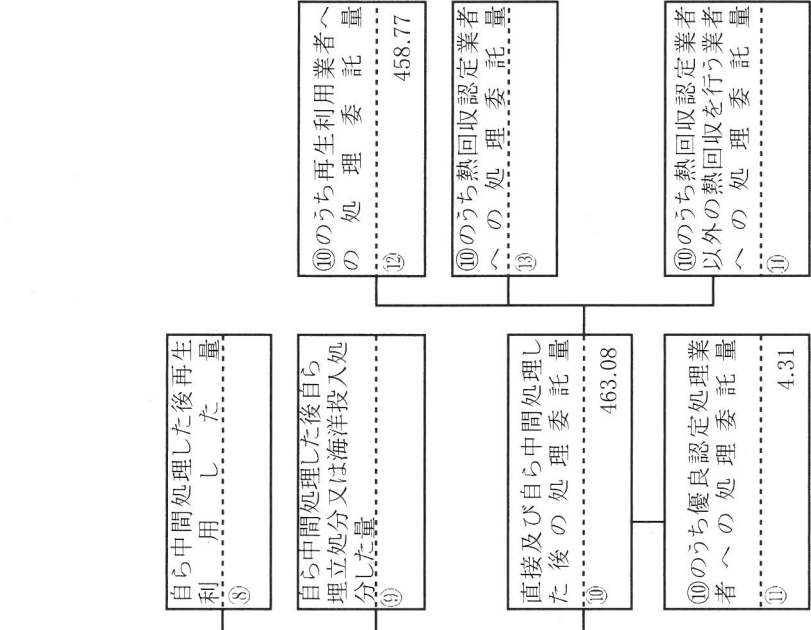 自ら中間処理した後再生
利用した量
⑧
自ら中間処理した後自ら
埋立処分又は海洋投入処
分した量
⑨
直接及び自ら中間処理し
た後の処理委託量
⑩
463.08
⑩のうち優良認定処理業
者への処理委託量
⑪
4.31
⑩のうち再生利用業者へ
の処理委託量
⑫
458.77
⑩のうち熱回収認定業者
への処理委託量
⑬
⑩のうち熱回収認定業者
以外の熱回収を行う業者
への処理委託量
⑭